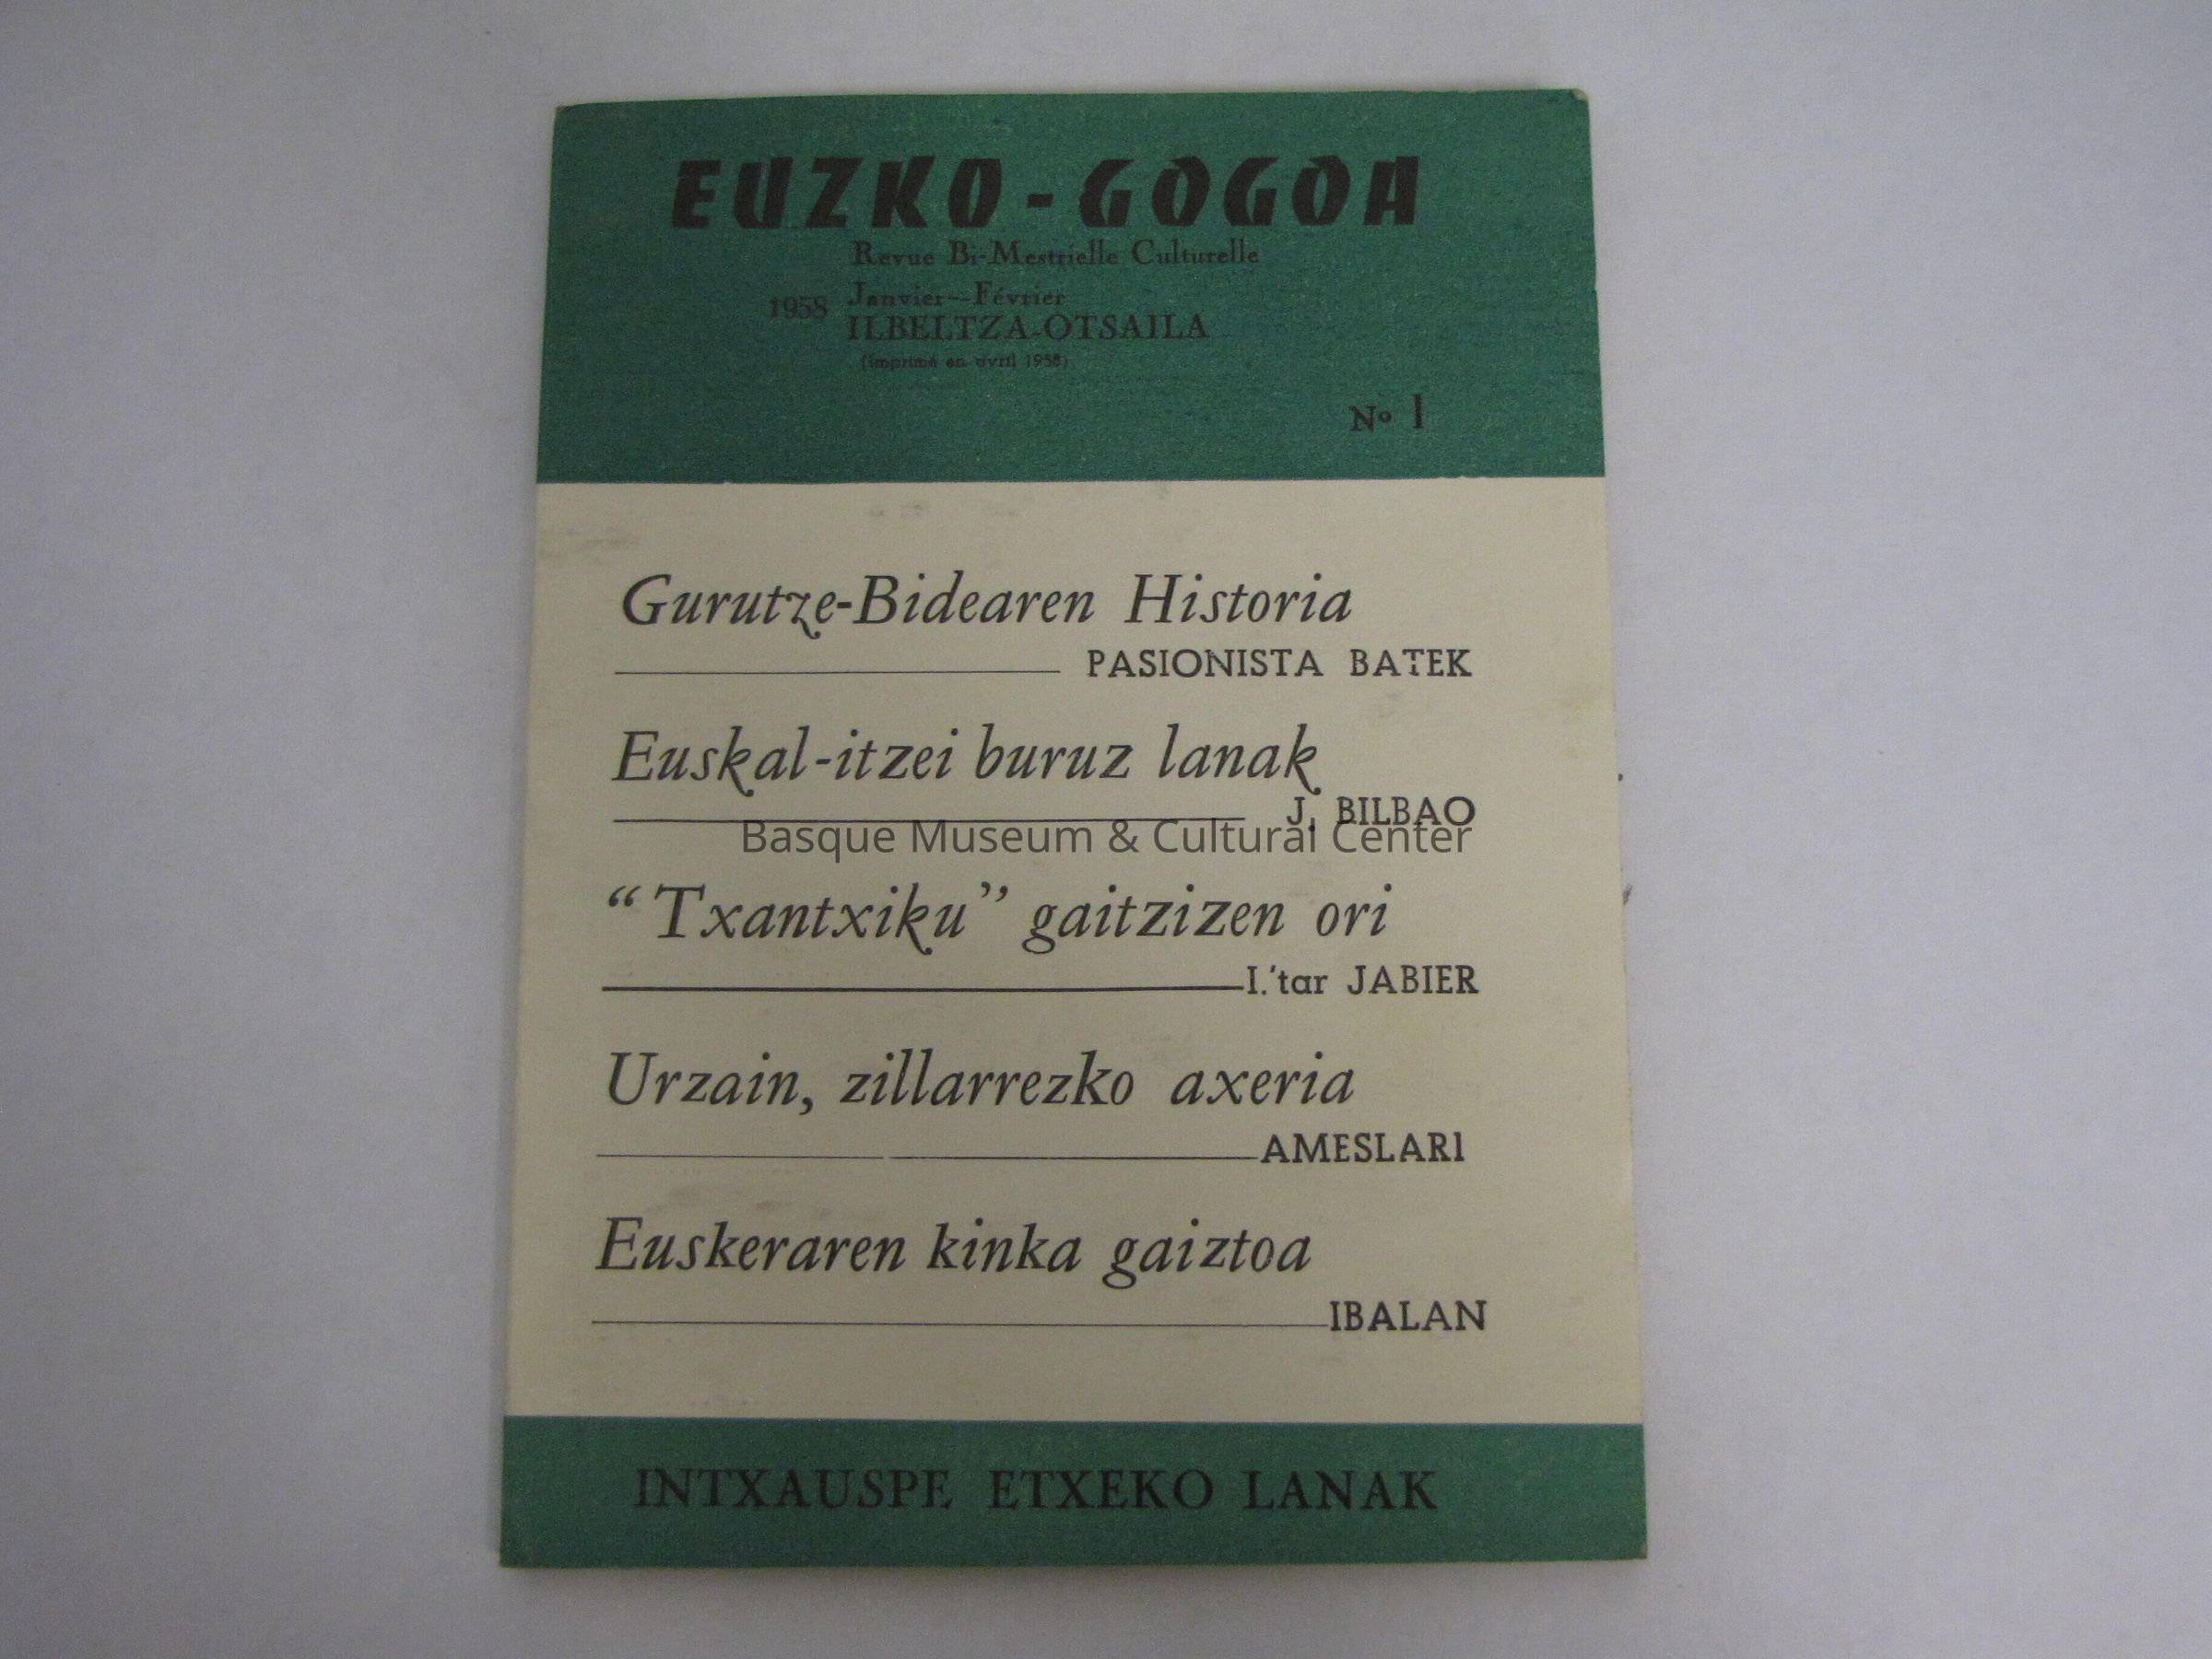 EUZKO-GOGOA
Revue Bi-Mestrielle Culturelle
1958 Janvier-Février
ILBELTZA-OTSAILA
(imprimé en avril 1958)
Nº 1
Gurutze-Bidearen Historia
PASIONISTA BATEK
Euskal-itzei buruz lanak
J. BILBAO
Basque Museum & Cultural Center
“Txantxiku” gaitzizen ori
I.'tar JABIER
Urzain, zillarrezko axeria
AMESLARI
Euskeraren kinka gaiztoa
IBALAN
INTXAUSPE ETXEKO LANAK